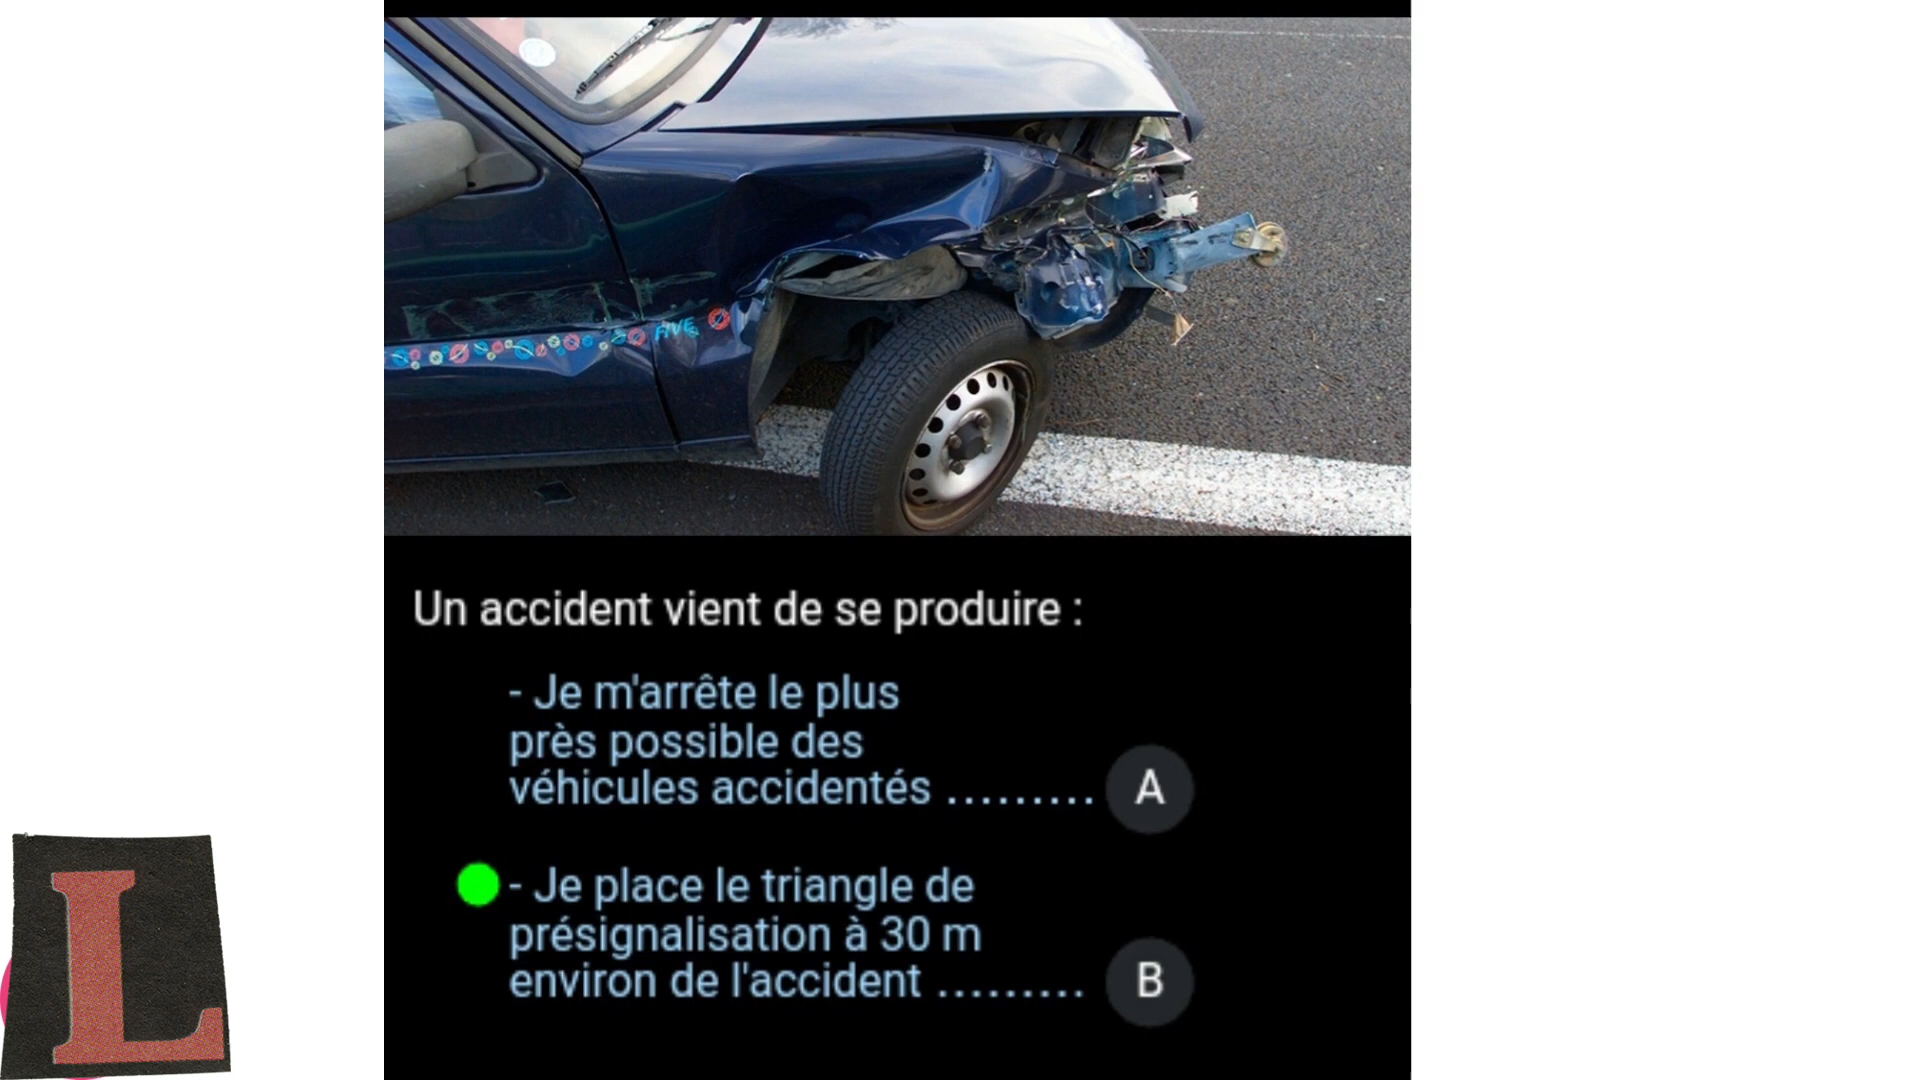 FIVE
Un accident vient de se produire :
- Je m'arrête le plus
près possible des
véhicules accidentés ......... A
- Je place le triangle de
présignalisation à 30 m
environ de l'accident ......... B
L